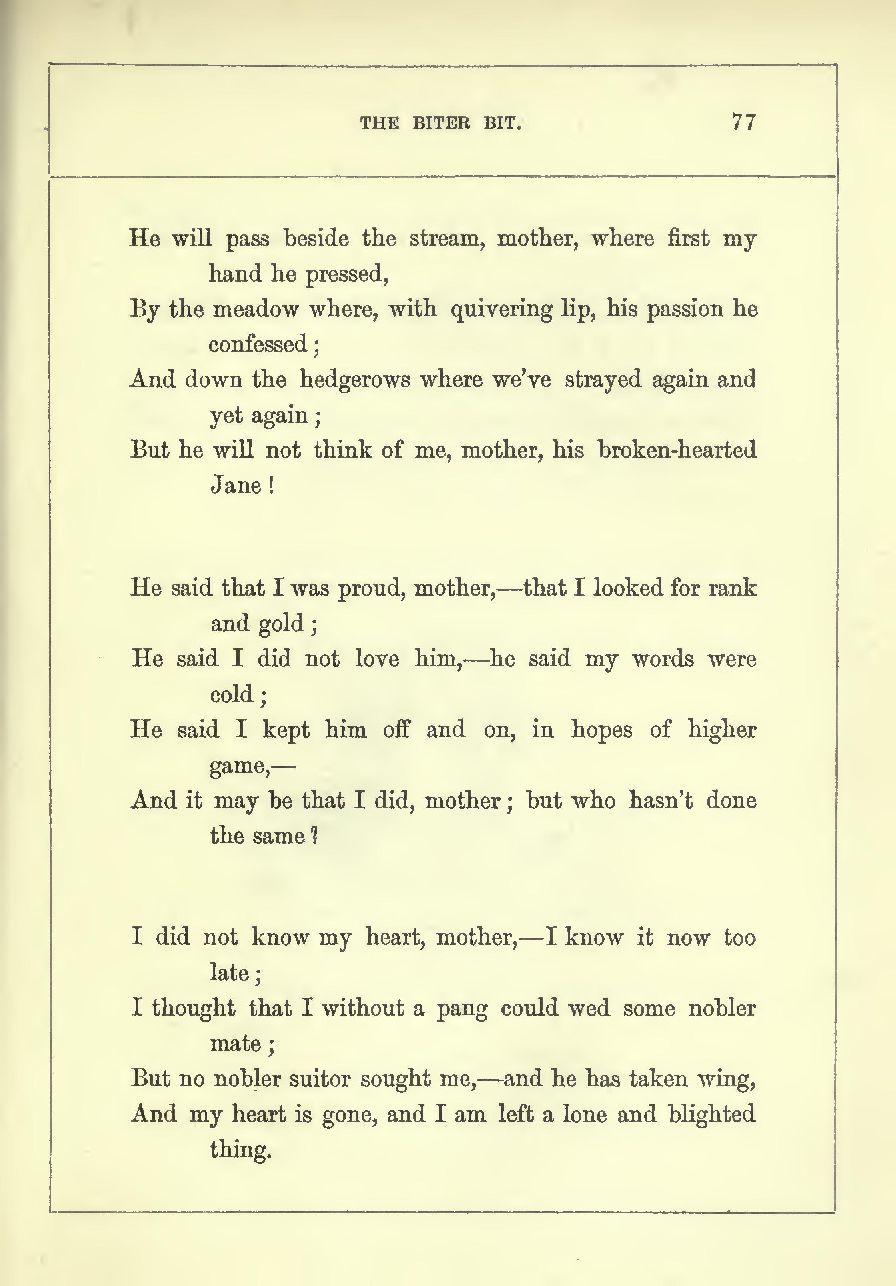 THE BITER BIT. 77
He will pass beside the stream, mother, where first my
hand he pressed,
By the meadow where, with quivering lip, his passion he
confessed;
And down the hedgerows where we've strayed again and
yet again;
But he will not think of me, mother, his broken-hearted
Jane!
He said that I was proud, mother,—that I looked for rank
and gold;
He said I did not love him,—he said my words were
cold;
He said I kept him off and on, in hopes of higher
game,—
And it may be that I did, mother; but who hasn't done
the same?
I did not know my heart, mother,—I know it now too
late;
I thought that I without a pang could wed some nobler
mate;
But no nobler suitor sought me,—and he has taken wing,
And my heart is gone, and I am left a lone and blighted
thing.